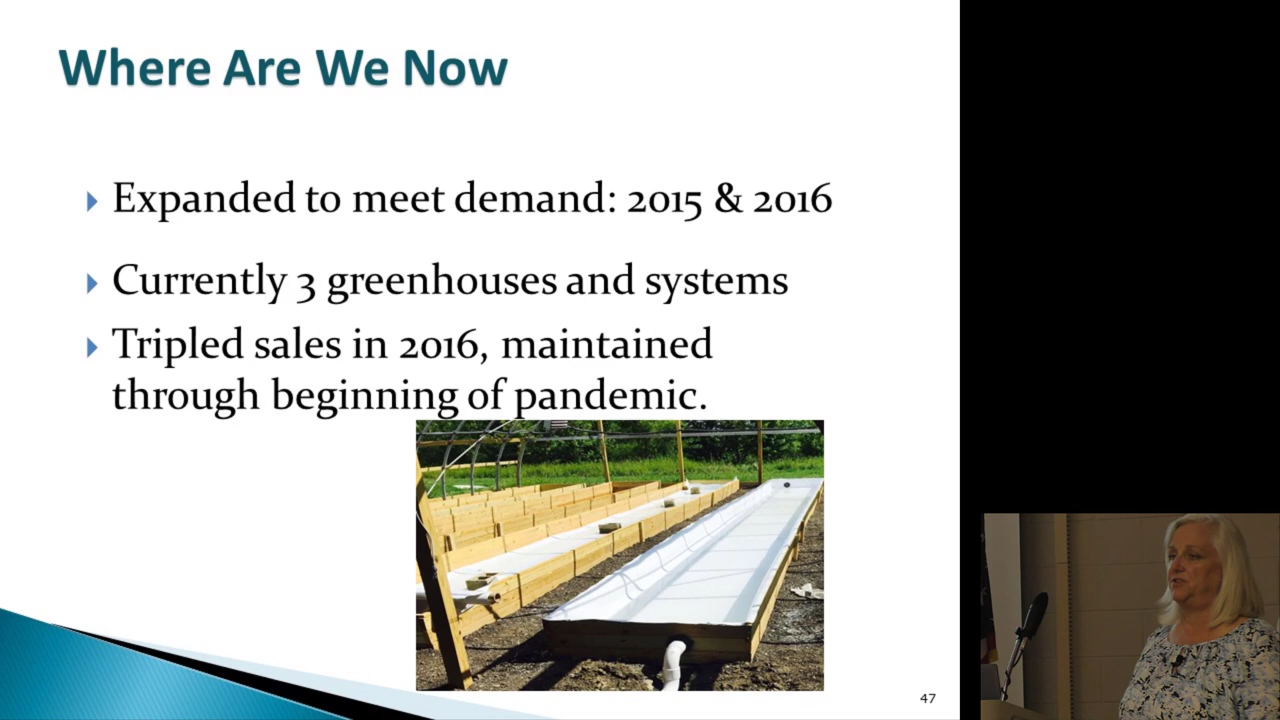 Where Are We Now
Expanded to meet demand: 2015 & 2016
Currently 3 greenhouses and systems
Tripled sales in 2016, maintained
through beginning of pandemic.
47